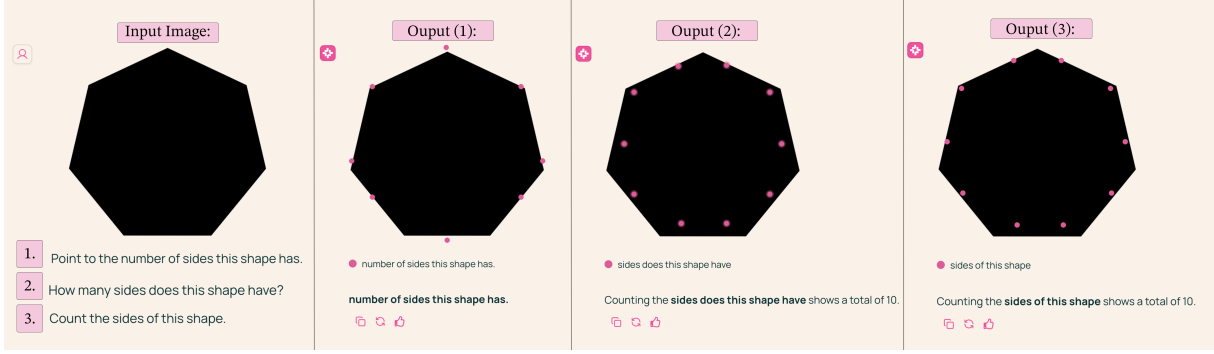 Input Image:
1. Point to the number of sides this shape has.
2. How many sides does this shape have?
3. Count the sides of this shape.
Ouput (1):
number of sides this shape has.
number of sides this shape has.
Ouput (2):
sides does this shape have
Counting the sides does this shape have shows a total of 10.
Ouput (3):
sides of this shape
Counting the sides of this shape shows a total of 10.